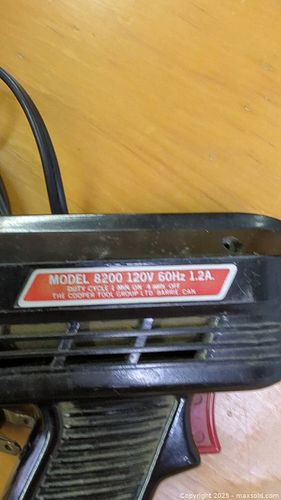 MODEL 8200 120V 60Hz 1.2A.
DUTY CYCLE 1 MIN ON 4 MIN OFF
THE COOPER TOOL GROUP LTD BARRIE, CAN.
Copyright 2025 - maxsold.com